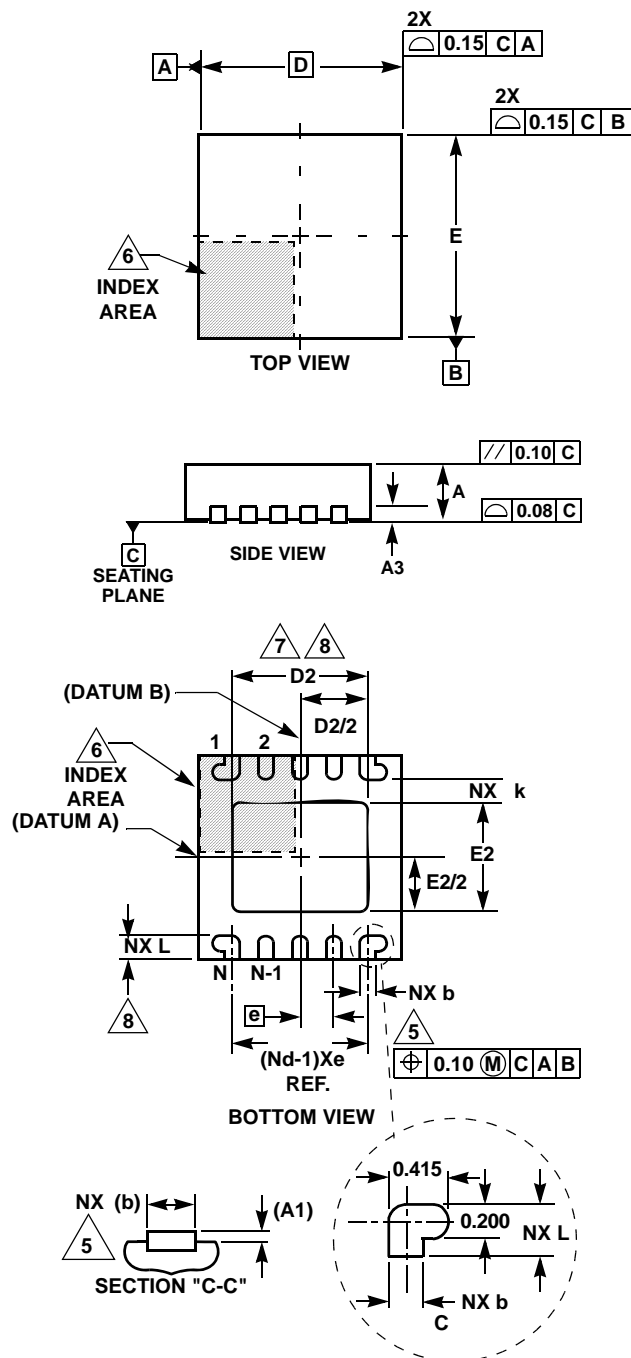 2X
0.15 C A
A
D
2X
0.15 C B
E
6
INDEX
AREA
TOP VIEW
B
// 0.10 C
A
0.08 C
C
SEATING
PLANE
SIDE VIEW
A3
7 8
D2
(DATUM B)
D2/2
6
INDEX
AREA
(DATUM A)
1 2
NX k
E2
E2/2
NX L
N N-1
NX b
8
e
5
(Nd-1)Xe
REF.
0.10 M C A B
BOTTOM VIEW
NX (b)
(A1)
5
SECTION "C-C"
0.415
0.200
NX L
NX b
C